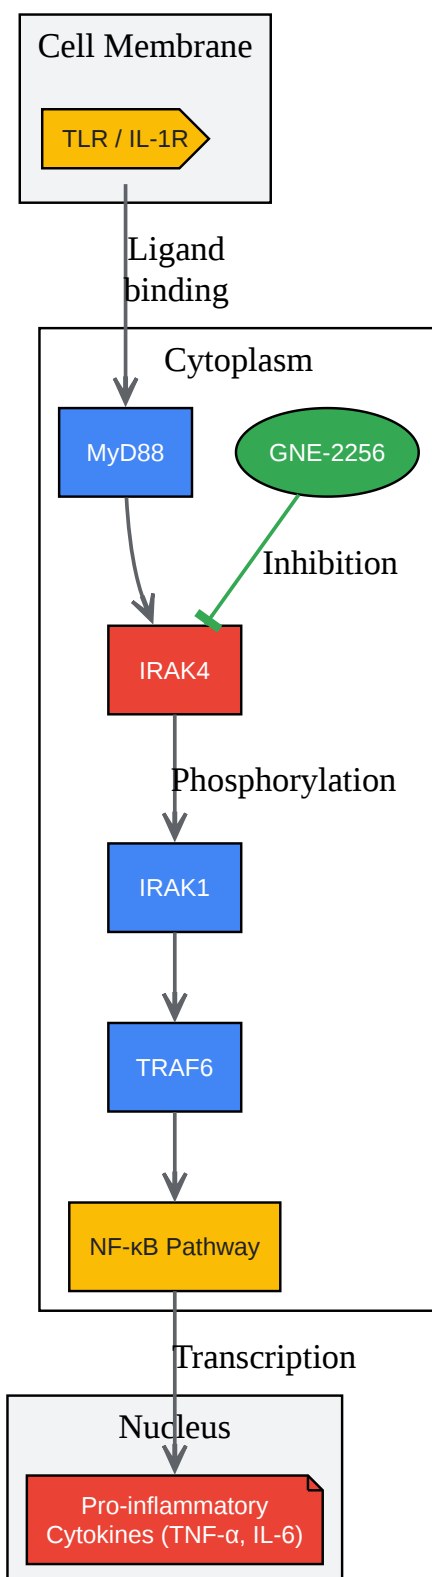 Cell Membrane
TLR / IL-1R
Ligand
binding
Cytoplasm
MyD88
GNE-2256
Inhibition
IRAK4
Phosphorylation
IRAK1
TRAF6
NF-κB Pathway
Transcription
Nucleus
Pro-inflammatory
Cytokines (TNF-α, IL-6)